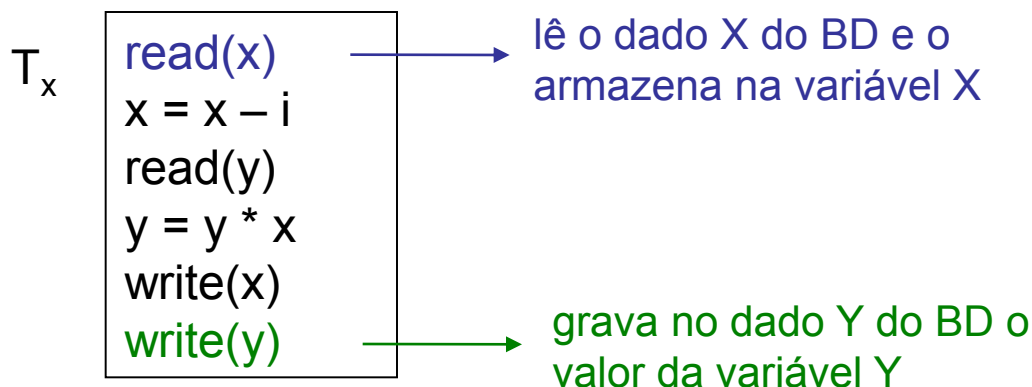 T_x
read(x)
x = x – i
read(y)
y = y * x
write(x)
write(y)
lê o dado X do BD e o
armazena na variável X
grava no dado Y do BD o
valor da variável Y